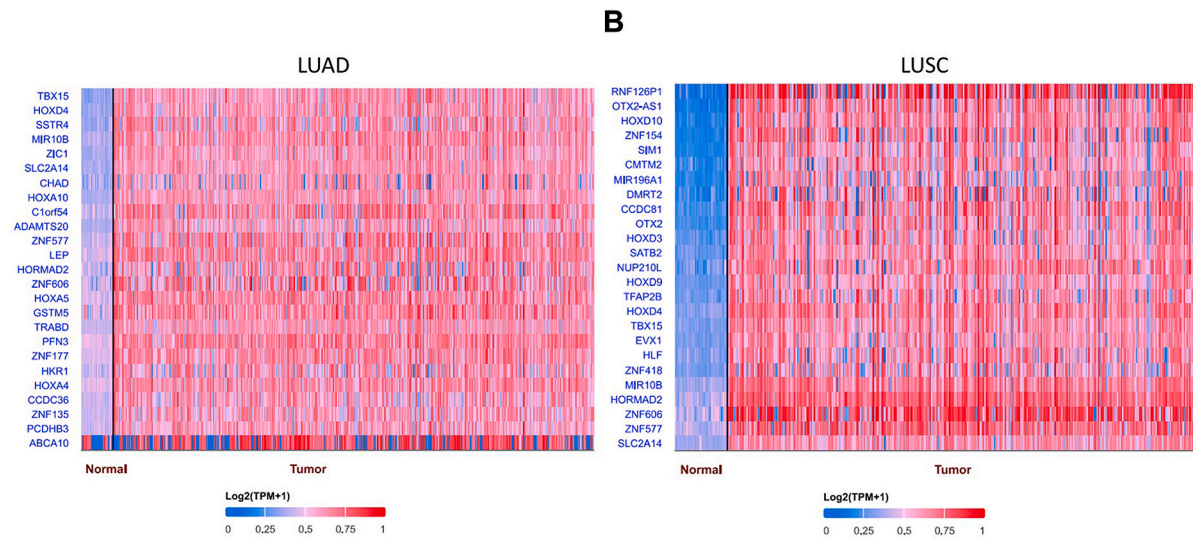 B
LUAD
TBX15
HOXD4
SSTR4
MIR10B
ZIC1
SLC2A14
CHAD
HOXA10
C1orf54
ADAMTS20
ZNF577
LEP
HORMAD2
ZNF606
HOXA5
GSTM5
TRABD
PFN3
ZNF177
HKR1
HOXA4
CCDC36
ZNF135
PCDHB3
ABCA10
Normal Tumor
Log2(TPM+1)
0 0,25 0,5 0,75 1
LUSC
RNF126P1
OTX2-AS1
HOXD10
ZNF154
SIM1
CMTM2
MIR196A1
DMRT2
CCDC81
OTX2
HOXD3
SATB2
NUP210L
HOXD9
TFAP2B
HOXD4
TBX15
EVX1
HLF
ZNF418
MIR10B
HORMAD2
ZNF606
ZNF577
SLC2A14
Normal Tumor
Log2(TPM+1)
0 0,25 0,5 0,75 1